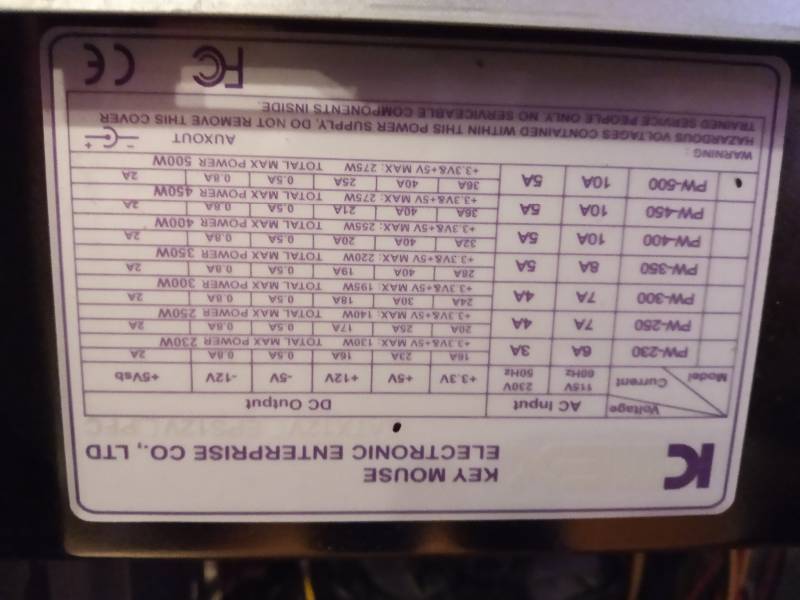 KEY MOUSE
ELECTRONIC ENTERPRISE CO., LTD
EPS12V PFC
Voltage AC Input DC Output
Current
Model 115V 60HZ 230V 50HZ +3.3V +5V +12V -5V -12V +5Vsb
PW-230 6A 3A 16A 23A 16A 0.5A 0.8A 2A
+3.3V&+5V MAX: 130W TOTAL MAX POWER 230W
PW-250 7A 4A 20A 25A 17A 0.5A 0.8A 2A
+3.3V&+5V MAX: 140W TOTAL MAX POWER 250W
PW-300 7A 4A 24A 30A 18A 0.5A 0.8A 2A
+3.3V&+5V MAX: 195W TOTAL MAX POWER 300W
PW-350 8A 5A 28A 40A 19A 0.5A 0.8A 2A
+3.3V&+5V MAX: 220W TOTAL MAX POWER 350W
PW-400 10A 5A 32A 40A 20A 0.5A 0.8A 2A
+3.3V&+5V MAX: 255W TOTAL MAX POWER 400W
PW-450 10A 5A 36A 40A 21A 0.5A 0.8A 2A
+3.3V&+5V MAX: 275W TOTAL MAX POWER 450W
PW-500 10A 5A 36A 40A 25A 0.5A 0.8A 2A
+3.3V&+5V MAX: 275W TOTAL MAX POWER 500W
WARNING: AUXOUT - +
HAZARDOUS VOLTAGES CONTAINED WITHIN THIS POWER SUPPLY, DO NOT REMOVE THIS COVER
TRAINED SERVICE PEOPLE ONLY. NO SERVICEABLE COMPONENTS INSIDE.
FC CE